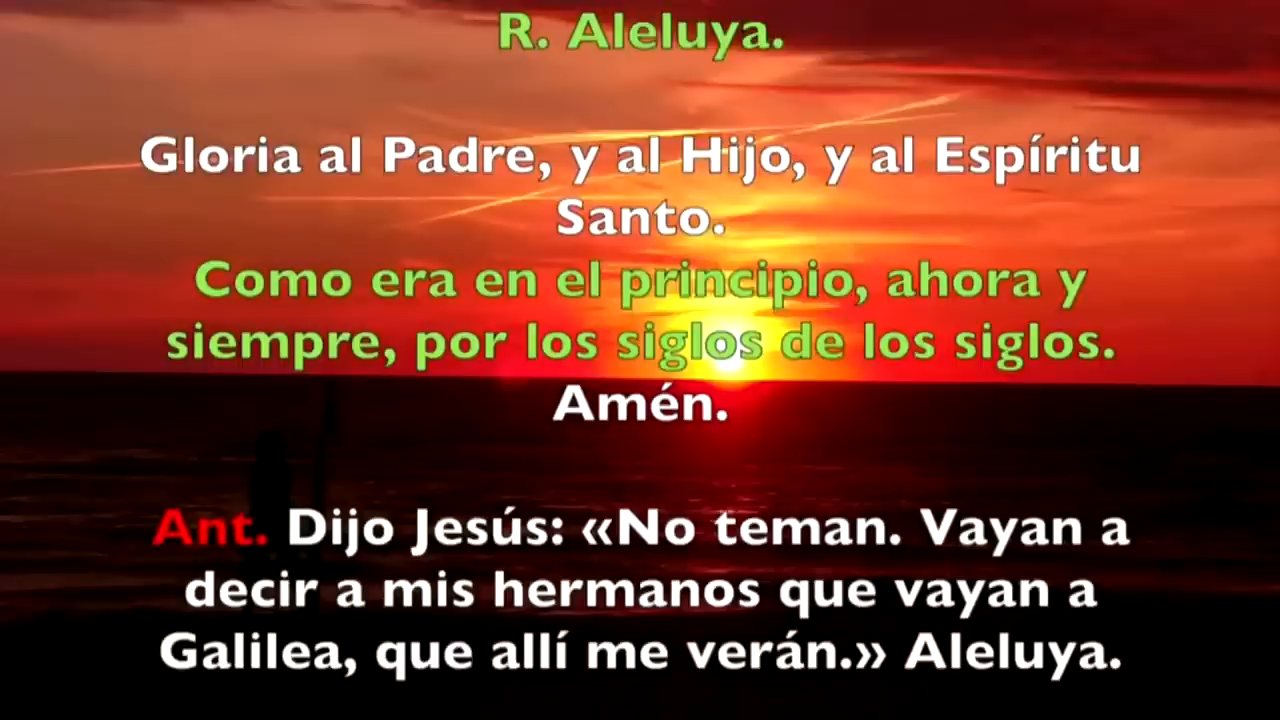 R. Aleluya.
Gloria al Padre, y al Hijo, y al Espíritu
Santo.
Como era en el principio, ahora y
siempre, por los siglos de los siglos.
Amén.
Ant. Dijo Jesús: «No teman. Vayan a
decir a mis hermanos que vayan a
Galilea, que allí me verán.» Aleluya.